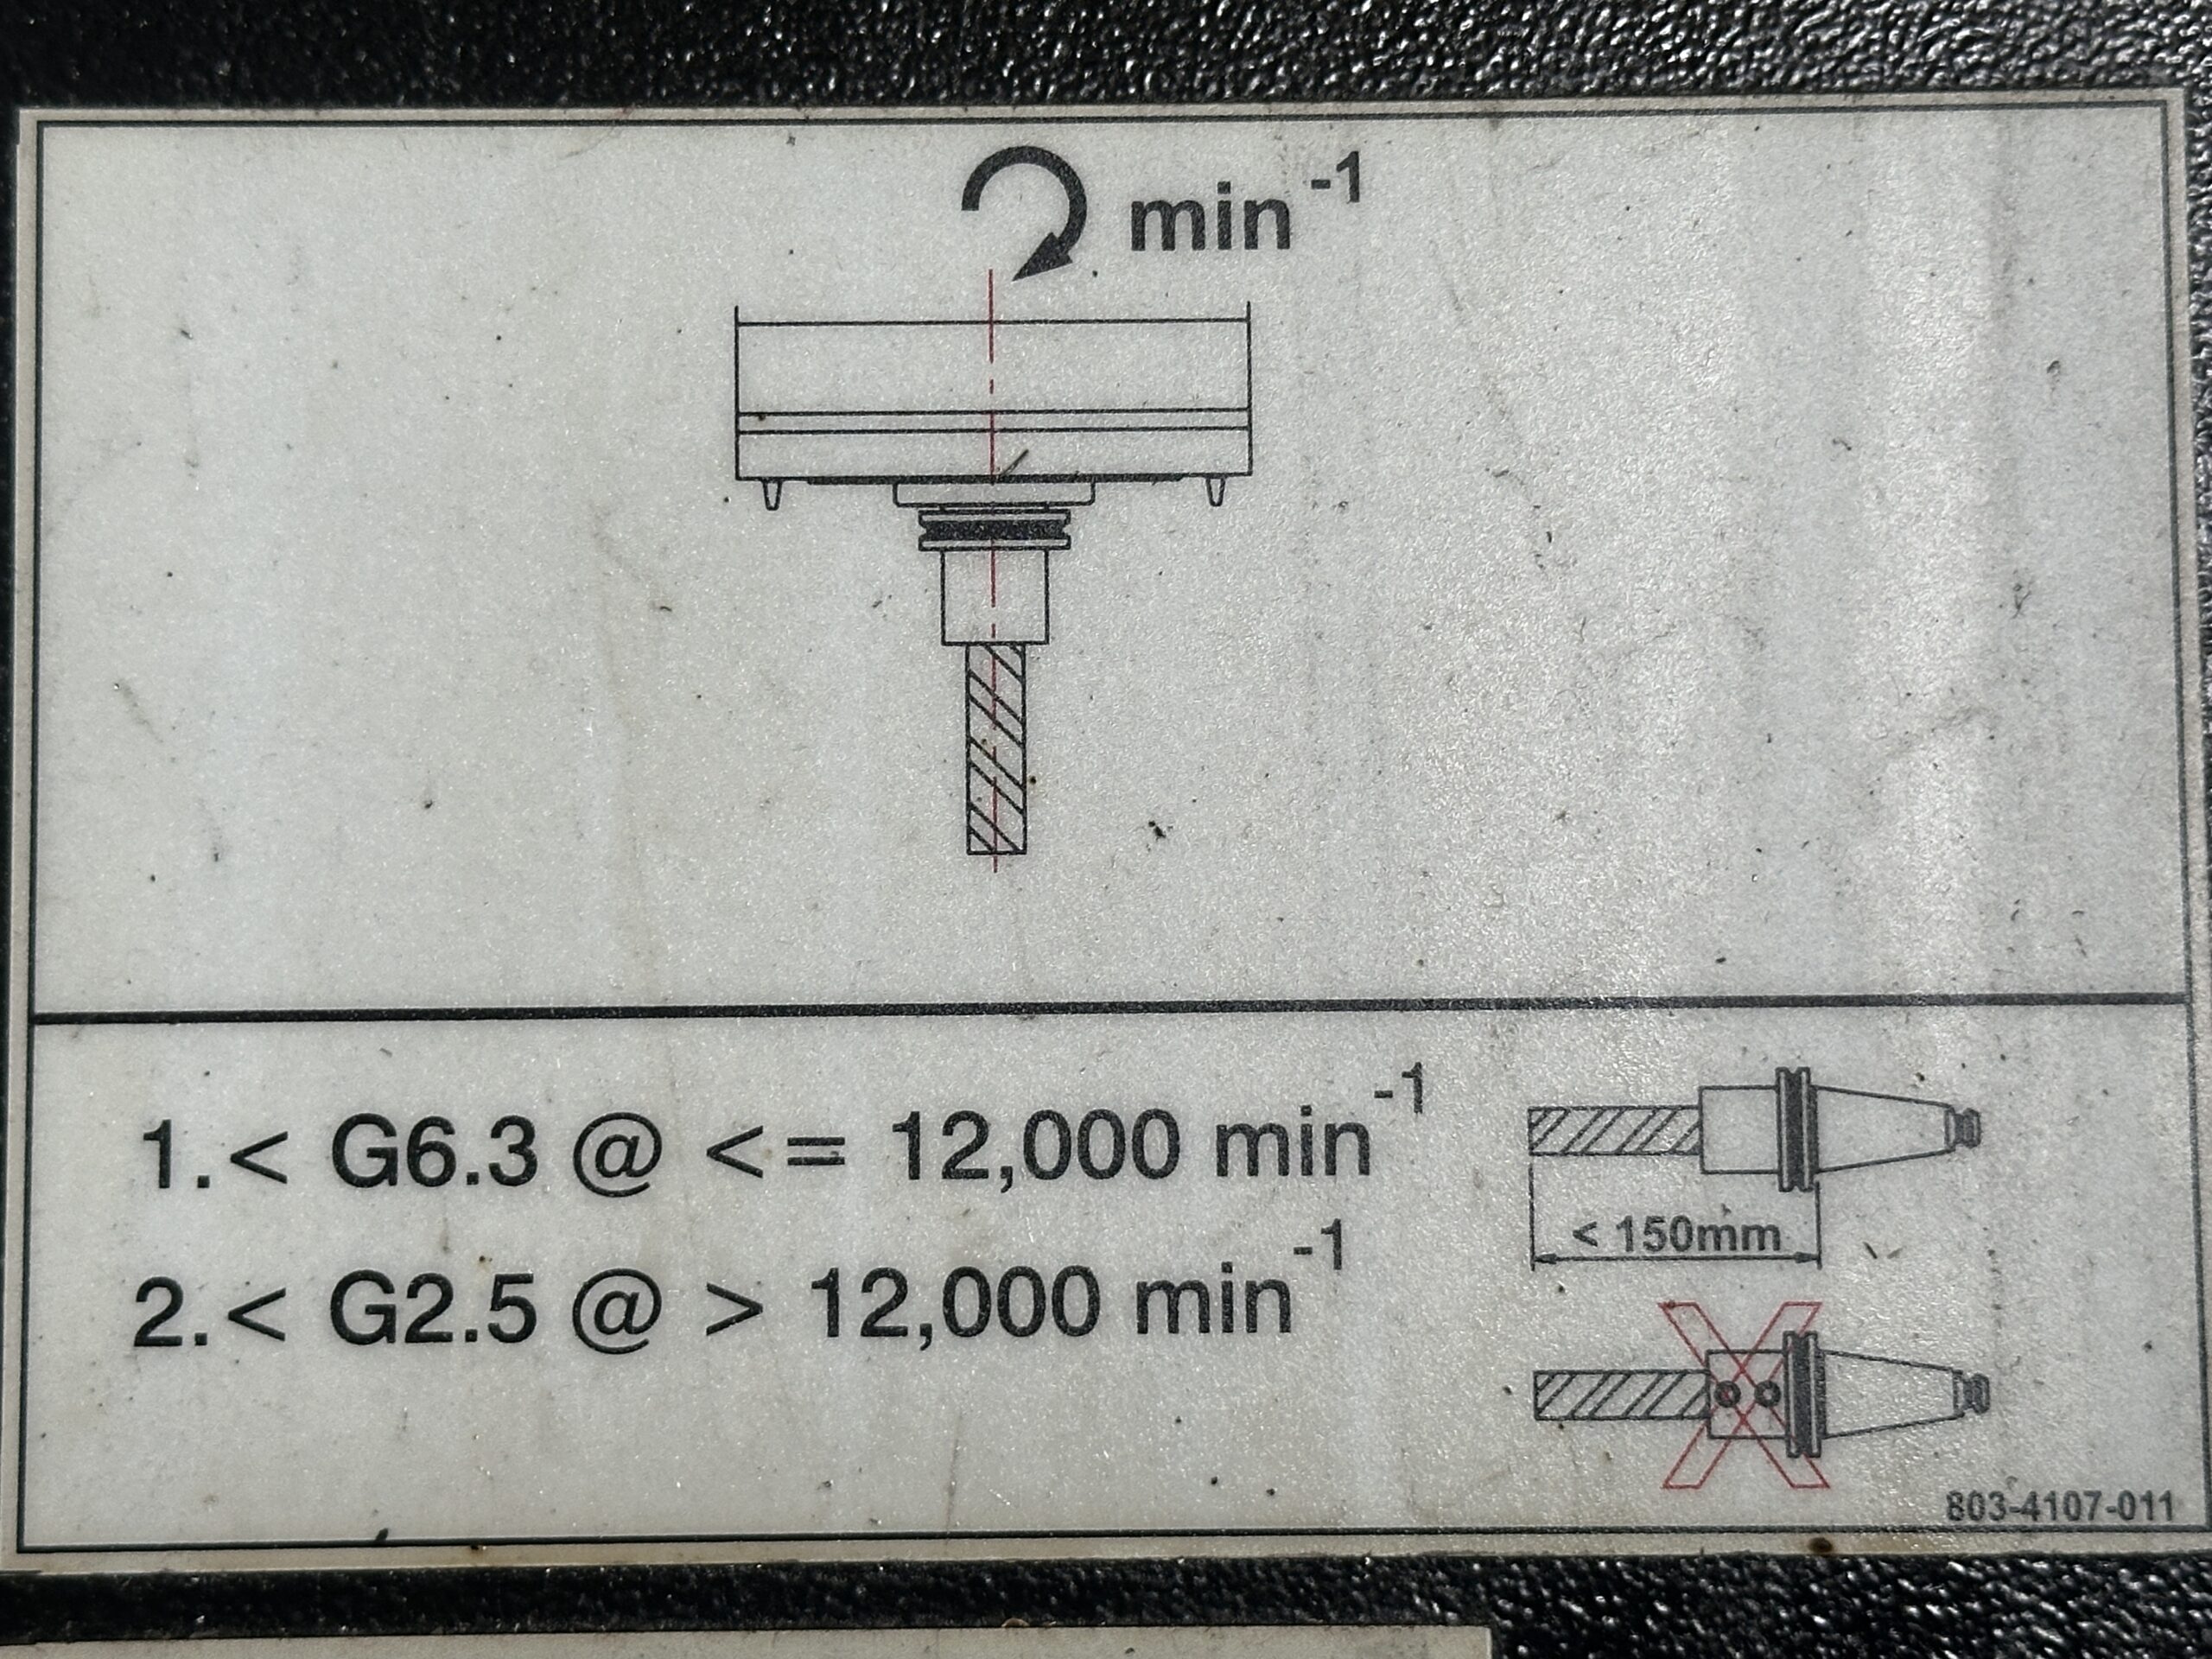 min-1
1. < G6.3 @ <= 12,000 min-1
2. < G2.5 @ > 12,000 min-1
< 150mm
803-4107-011